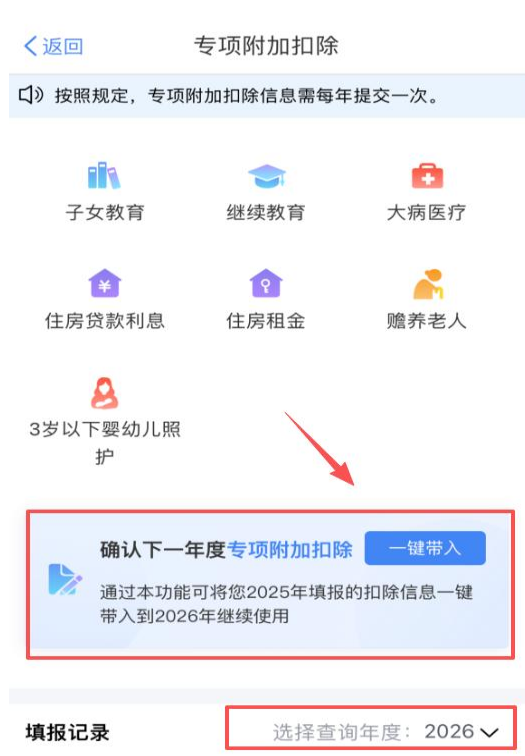 返回
专项附加扣除
按照规定，专项附加扣除信息需每年提交一次。
子女教育
继续教育
大病医疗
¥
住房贷款利息
住房租金
赡养老人
3岁以下婴幼儿照
护
确认下一年度专项附加扣除
一键带入
通过本功能可将您2025年填报的扣除信息一键
带入到2026年继续使用
填报记录
选择查询年度：2026